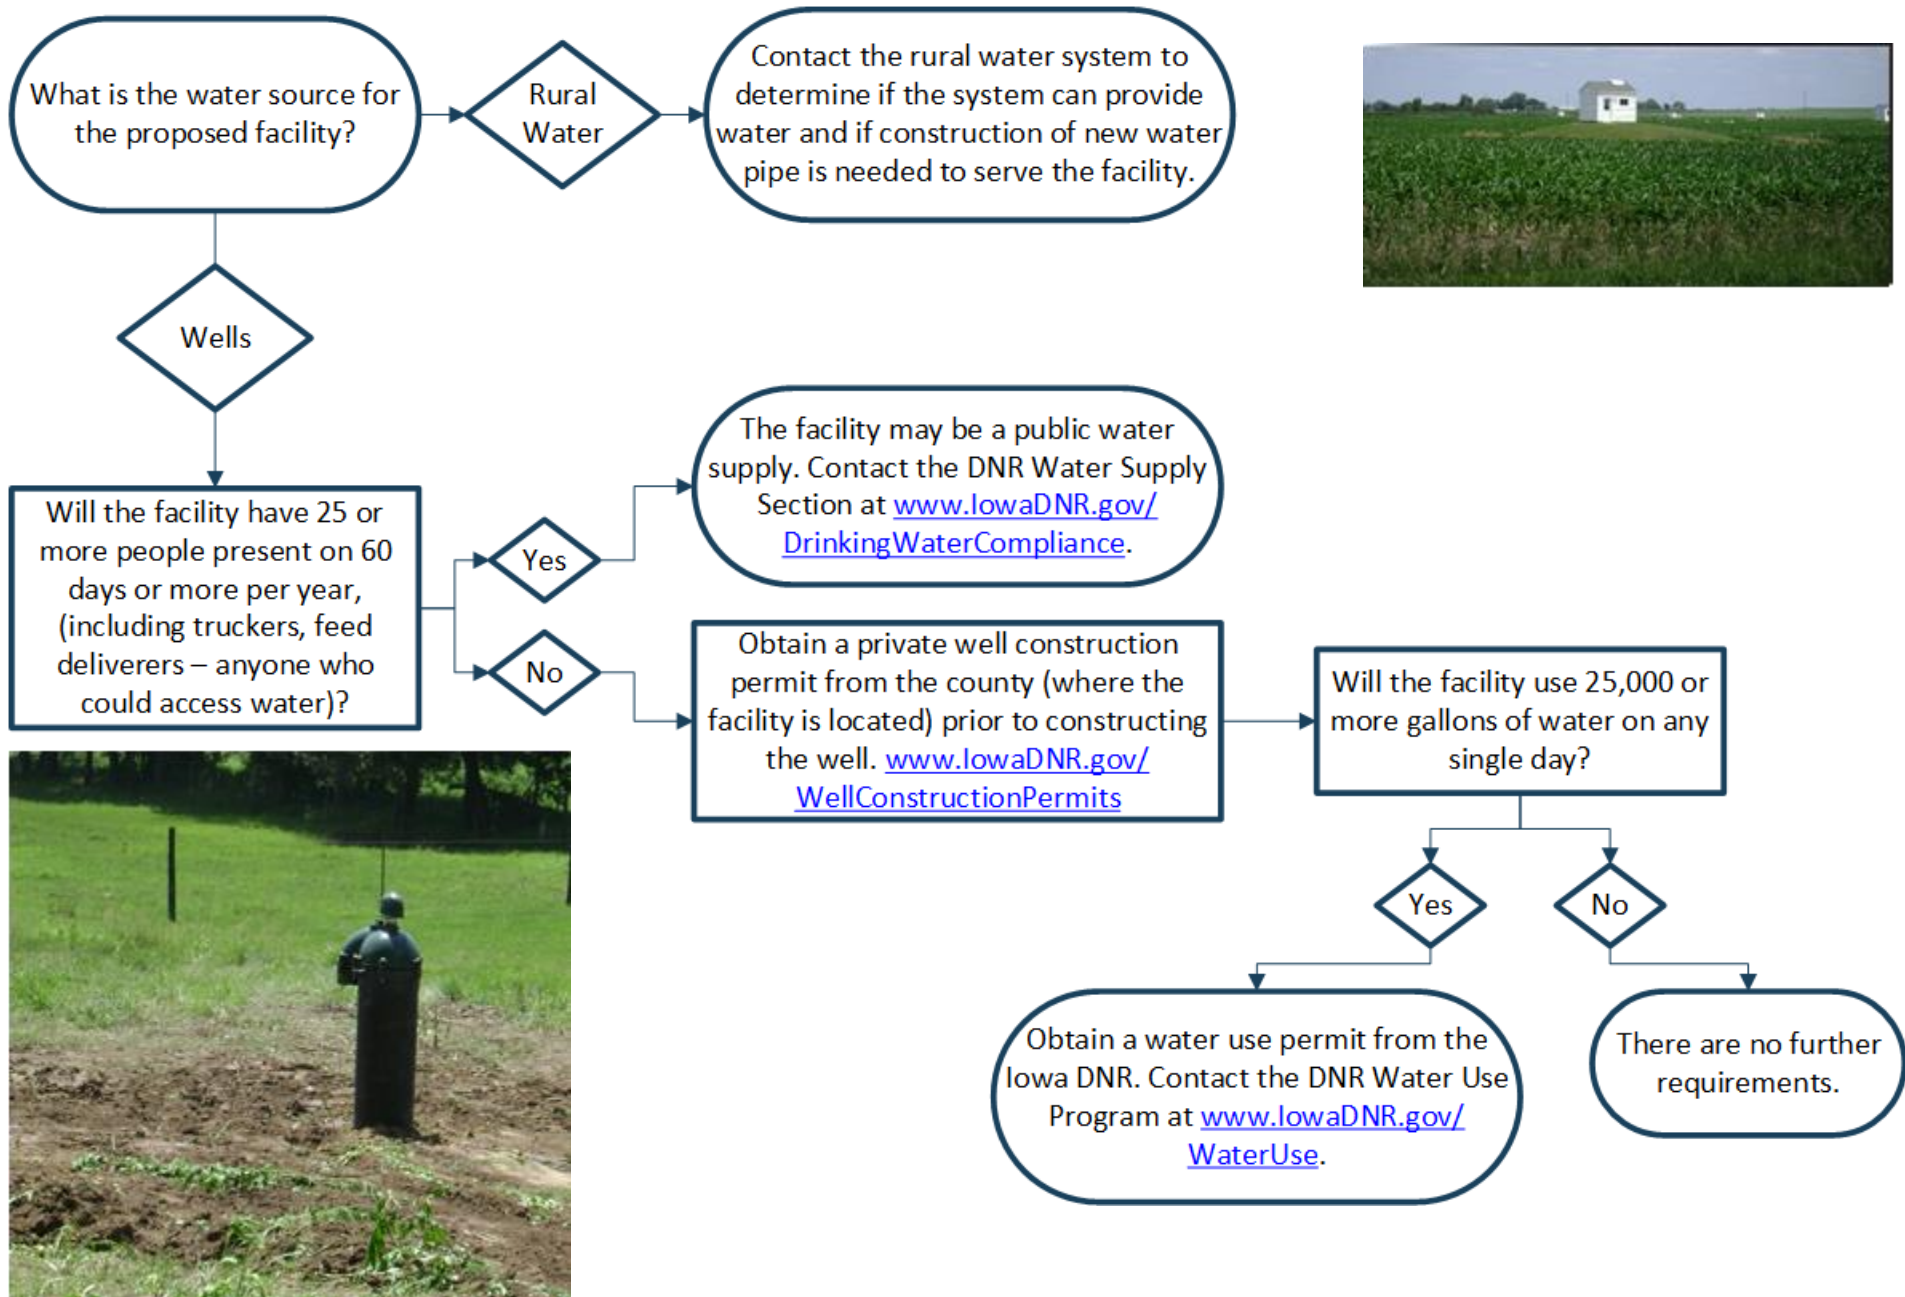 What is the water source for
the proposed facility?
Rural
Water
Contact the rural water system to
determine if the system can provide
water and if construction of new water
pipe is needed to serve the facility.
Wells
Will the facility have 25 or
more people present on 60
days or more per year,
(including truckers, feed
deliverers – anyone who
could access water)?
Yes
The facility may be a public water
supply. Contact the DNR Water Supply
Section at www.IowaDNR.gov/
DrinkingWaterCompliance.
No
Obtain a private well construction
permit from the county (where the
facility is located) prior to constructing
the well. www.IowaDNR.gov/
WellConstructionPermits
Will the facility use 25,000 or
more gallons of water on any
single day?
Yes
No
Obtain a water use permit from the
Iowa DNR. Contact the DNR Water Use
Program at www.IowaDNR.gov/
WaterUse.
There are no further
requirements.